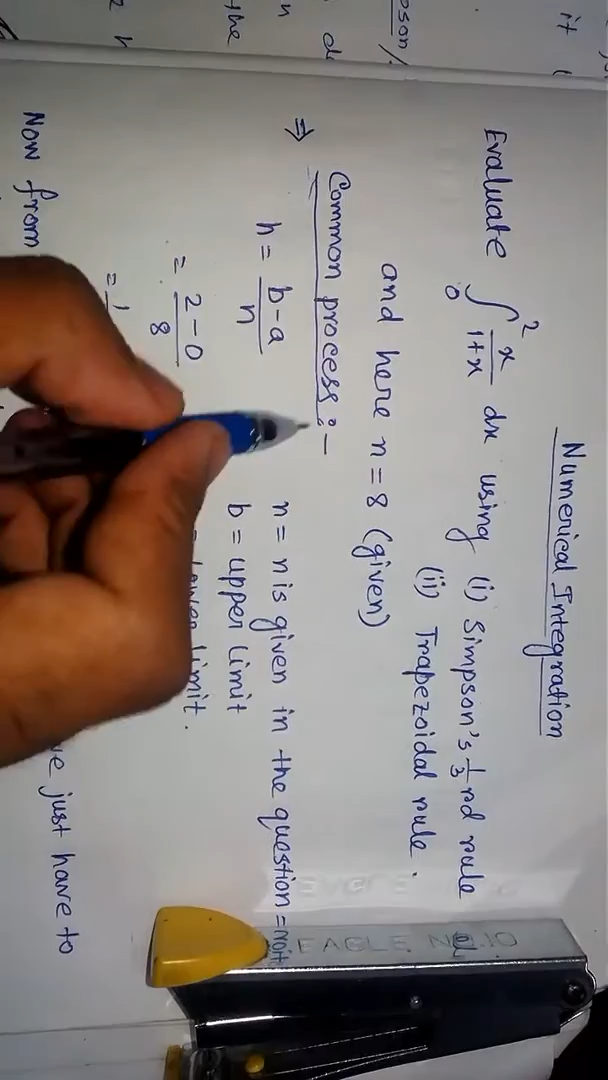 Numerical Integration
Evaluate ∫₀² x/(1+x) dx using (i) Simpson's 1/3 rd rule
(ii) Trapezoidal rule.
and here n = 8 (given)
⇒ Common process :-
h = (b-a)/n
n = n is given in the question =
= (2-0)/8
b = upper limit
limit.
Now from
just have to
EAGLE NO.10